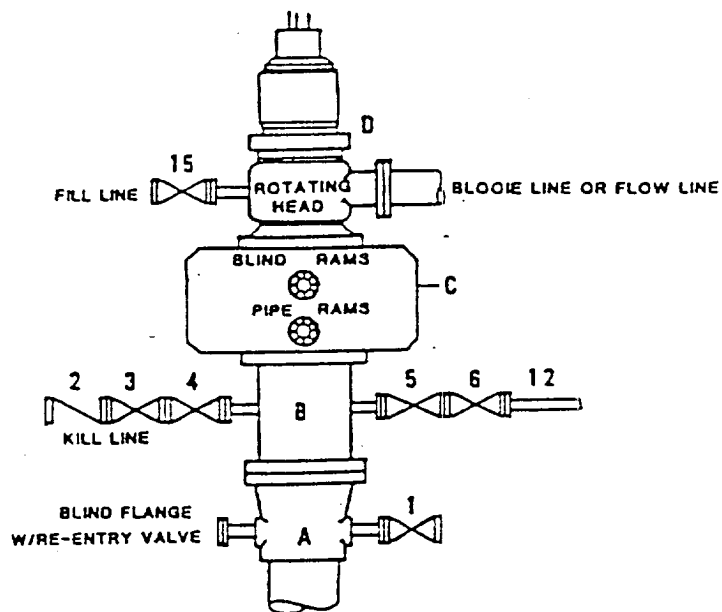 D
15
FILL LINE
ROTATING
HEAD
BLOOIE LINE OR FLOW LINE
BLIND RAMS
C
PIPE RAMS
2 3 4
B
5 6 12
KILL LINE
BLIND FLANGE
W/RE-ENTRY VALVE
A
1